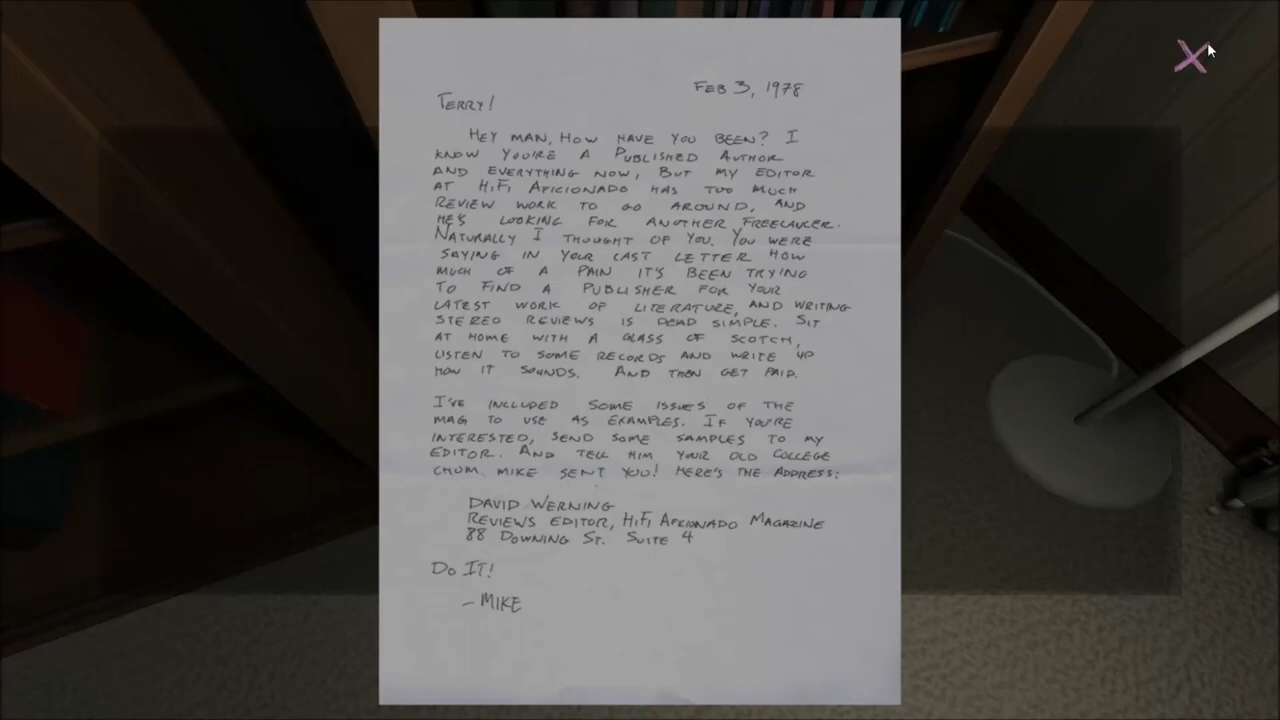 FEB 3, 1978
TERRY!
HEY MAN, HOW HAVE YOU BEEN? I
KNOW YOU'RE A PUBLISHED AUTHOR
AND EVERYTHING NOW, BUT MY EDITOR
AT HIFI AFICIONADO HAS TOO MUCH
REVIEW WORK TO GO AROUND, AND
HE'S LOOKING FOR ANOTHER FREELANCER.
NATURALLY I THOUGHT OF YOU. YOU WERE
SAYING IN YOUR LAST LETTER HOW
MUCH OF A PAIN IT'S BEEN TRYING
TO FIND A PUBLISHER FOR YOUR
LATEST WORK OF LITERATURE, AND WRITING
STEREO REVIEWS IS DEAD SIMPLE. SIT
AT HOME WITH A GLASS OF SCOTCH,
LISTEN TO SOME RECORDS AND WRITE UP
HOW IT SOUNDS. AND THEN GET PAID.
I'VE INCLUDED SOME ISSUES OF THE
MAG TO USE AS EXAMPLES. IF YOU'RE
INTERESTED, SEND SOME SAMPLES TO MY
EDITOR. AND TELL HIM YOUR OLD COLLEGE
CHUM MIKE SENT YOU! HERE'S THE ADDRESS:
DAVID WERNING
REVIEWS EDITOR, HIFI AFICIONADO MAGAZINE
88 DOWNING ST. SUITE 4
DO IT!
- MIKE